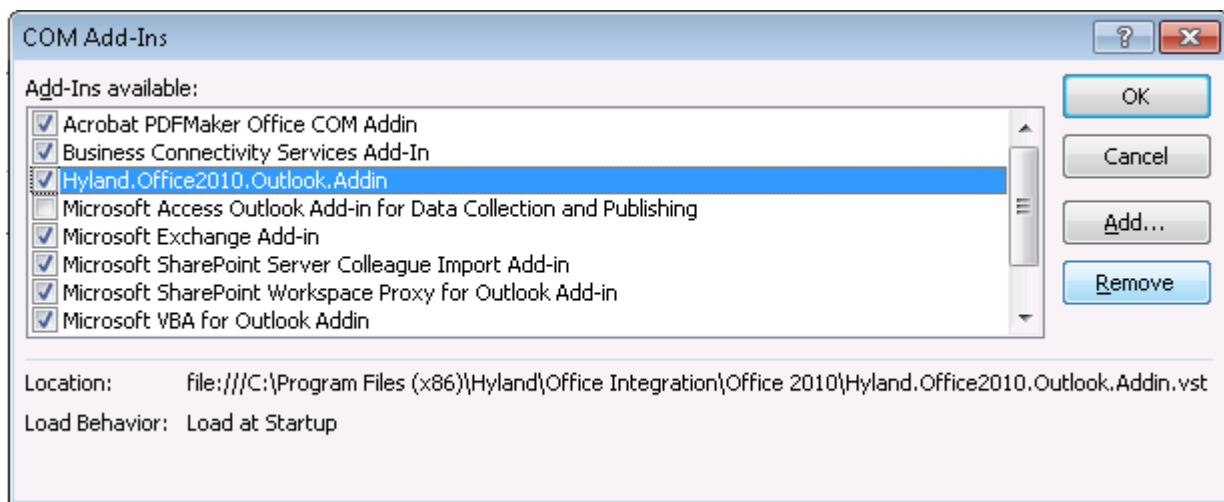 COM Add-Ins
Add-Ins available:
Acrobat PDFMaker Office COM Addin
Business Connectivity Services Add-In
Hyland.Office2010.Outlook.Addin
Microsoft Access Outlook Add-in for Data Collection and Publishing
Microsoft Exchange Add-in
Microsoft SharePoint Server Colleague Import Add-in
Microsoft SharePoint Workspace Proxy for Outlook Add-in
Microsoft VBA for Outlook Addin
OK
Cancel
Add...
Remove
Location: file:///C:\Program Files (x86)\Hyland\Office Integration\Office 2010\Hyland.Office2010.Outlook.Addin.vst
Load Behavior: Load at Startup